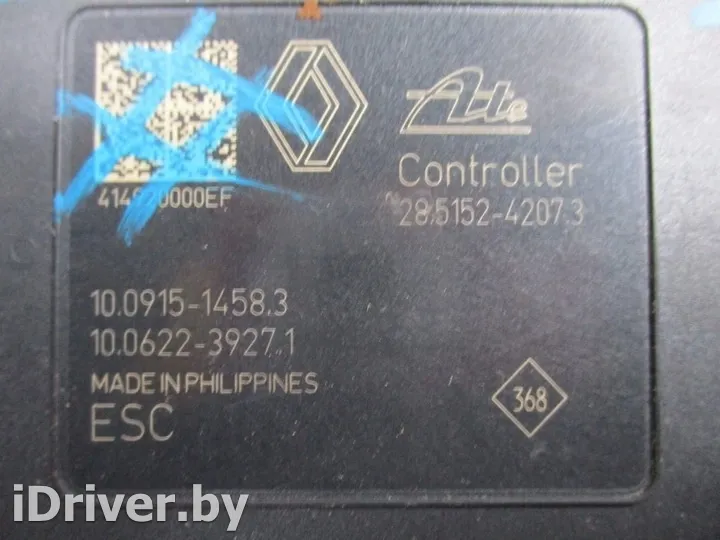 Ate
Controller
28.5152-4207.3
10.0915-1458.3
10.0622-3927.1
MADE IN PHILIPPINES
ESC
368
iDriver.by